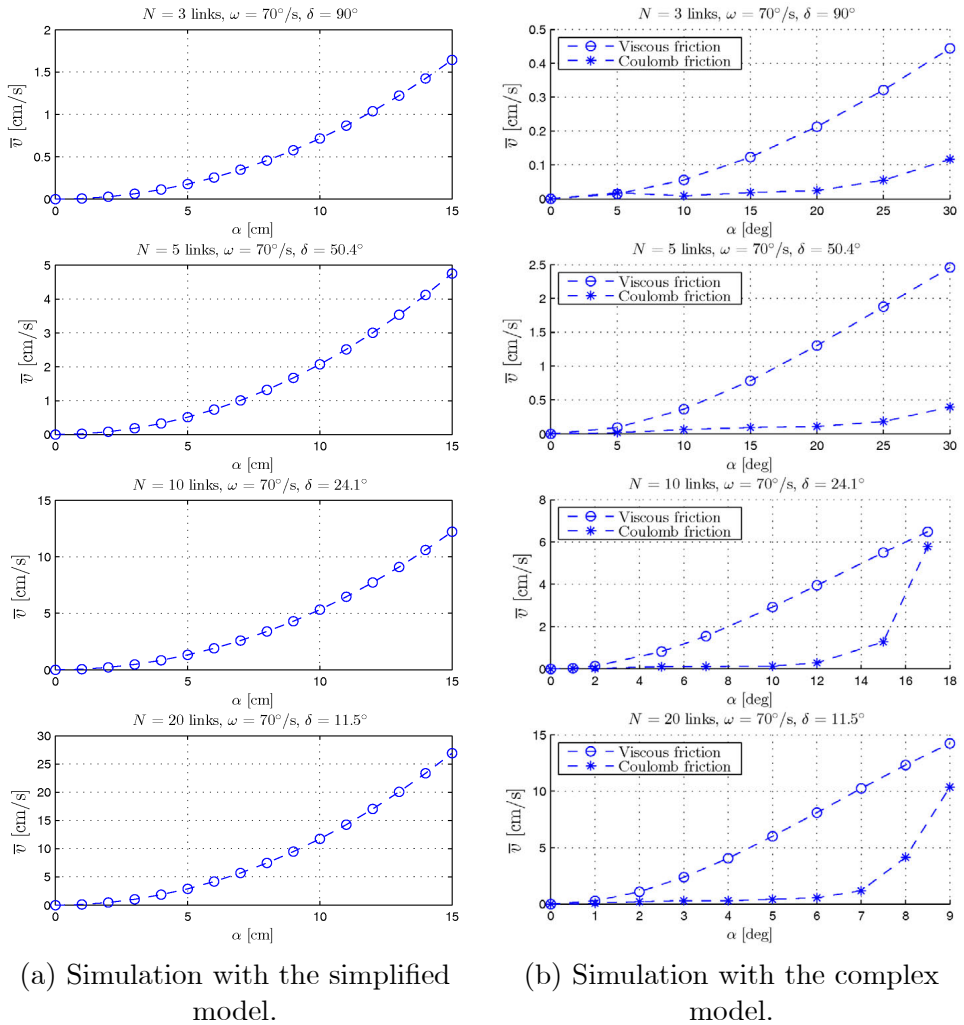 N = 3 links, ω = 70°/s, δ = 90°
2
1.5
1
0.5
0
v̅ [cm/s]
0 5 10 15
α [cm]
N = 5 links, ω = 70°/s, δ = 50.4°
5
4
3
2
1
0
v̅ [cm/s]
0 5 10 15
α [cm]
N = 10 links, ω = 70°/s, δ = 24.1°
15
10
5
0
v̅ [cm/s]
0 5 10 15
α [cm]
N = 20 links, ω = 70°/s, δ = 11.5°
30
25
20
15
10
5
0
v̅ [cm/s]
0 5 10 15
α [cm]
(a) Simulation with the simplified
model.
N = 3 links, ω = 70°/s, δ = 90°
Viscous friction
Coulomb friction
0.5
0.4
0.3
0.2
0.1
0
v̅ [cm/s]
0 5 10 15 20 25 30
α [deg]
N = 5 links, ω = 70°/s, δ = 50.4°
Viscous friction
Coulomb friction
2.5
2
1.5
1
0.5
0
v̅ [cm/s]
0 5 10 15 20 25 30
α [deg]
N = 10 links, ω = 70°/s, δ = 24.1°
Viscous friction
Coulomb friction
8
6
4
2
0
v̅ [cm/s]
0 2 4 6 8 10 12 14 16 18
α [deg]
N = 20 links, ω = 70°/s, δ = 11.5°
Viscous friction
Coulomb friction
15
10
5
0
v̅ [cm/s]
0 1 2 3 4 5 6 7 8 9
α [deg]
(b) Simulation with the complex
model.